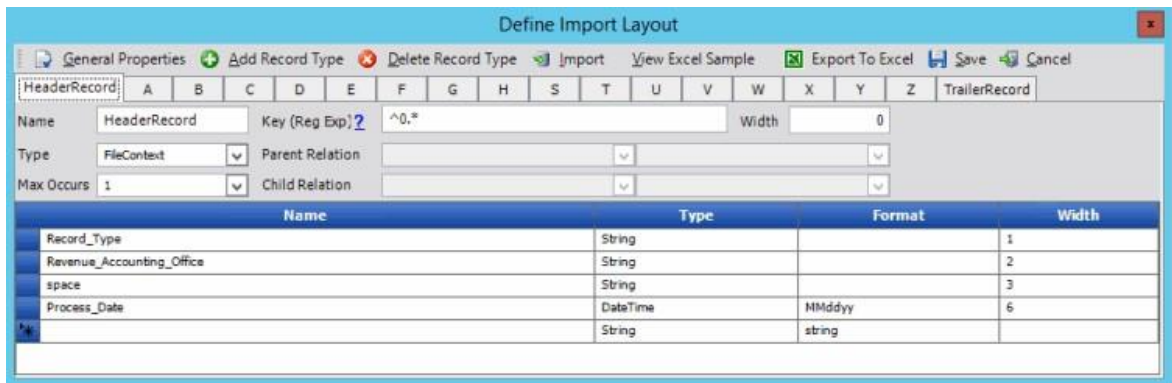 Define Import Layout
x
General Properties Add Record Type Delete Record Type Import View Excel Sample Export To Excel Save Cancel
HeaderRecord A B C D E F G H S T U V W X Y Z TrailerRecord
Name HeaderRecord Key (Reg Exp)? ^0.* Width 0
Type FileContext Parent Relation
Max Occurs 1 Child Relation
Name Type Format Width
Record_Type String 1
Revenue_Accounting_Office String 2
space String 3
Process_Date DateTime MMddyy 6
String string